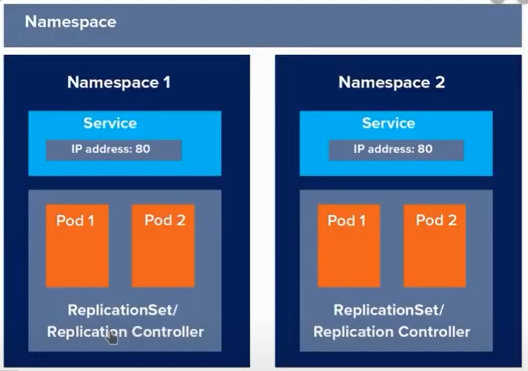 Namespace
Namespace 1
Service
IP address: 80
Pod 1
Pod 2
ReplicationSet/
Replication Controller
Namespace 2
Service
IP address: 80
Pod 1
Pod 2
ReplicationSet/
Replication Controller